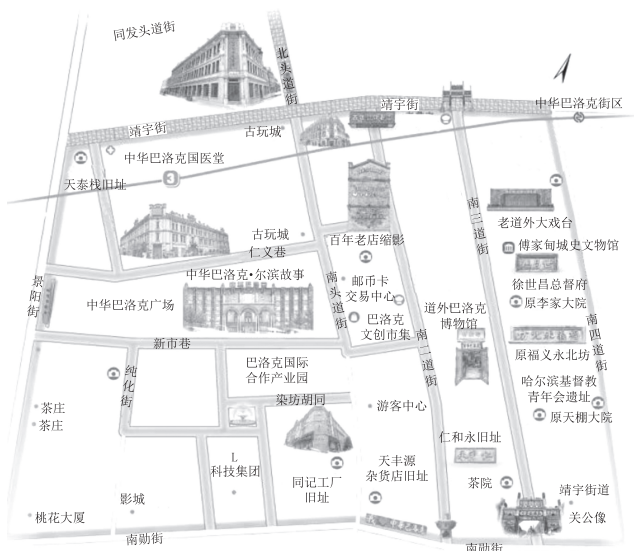 同发头道街
北头道街
靖宇街
中华巴洛克街区
靖宇街
古玩城
中华巴洛克国医堂
3
天泰栈旧址
老道外大戏台
南三道街
古玩城
百年老店缩影
傅家甸城史文物馆
仁义巷
徐世昌总督府
景阳街
中华巴洛克•尔滨故事
南头道街
邮币卡
交易中心
原李家大院
中华巴洛克广场
道外巴洛克
博物馆
巴洛克
文创市集
南二道街
南四道街
新市巷
原福义永北坊
巴洛克国际
合作产业园
纯化街
哈尔滨基督教
青年会遗址
染坊胡同
茶庄
茶庄
游客中心
原天棚大院
仁和永旧址
L
科技集团
同记工厂
旧址
天丰源
杂货店旧址
茶院
靖宇街道
影城
桃花大厦
关公像
南勋街
南勋街